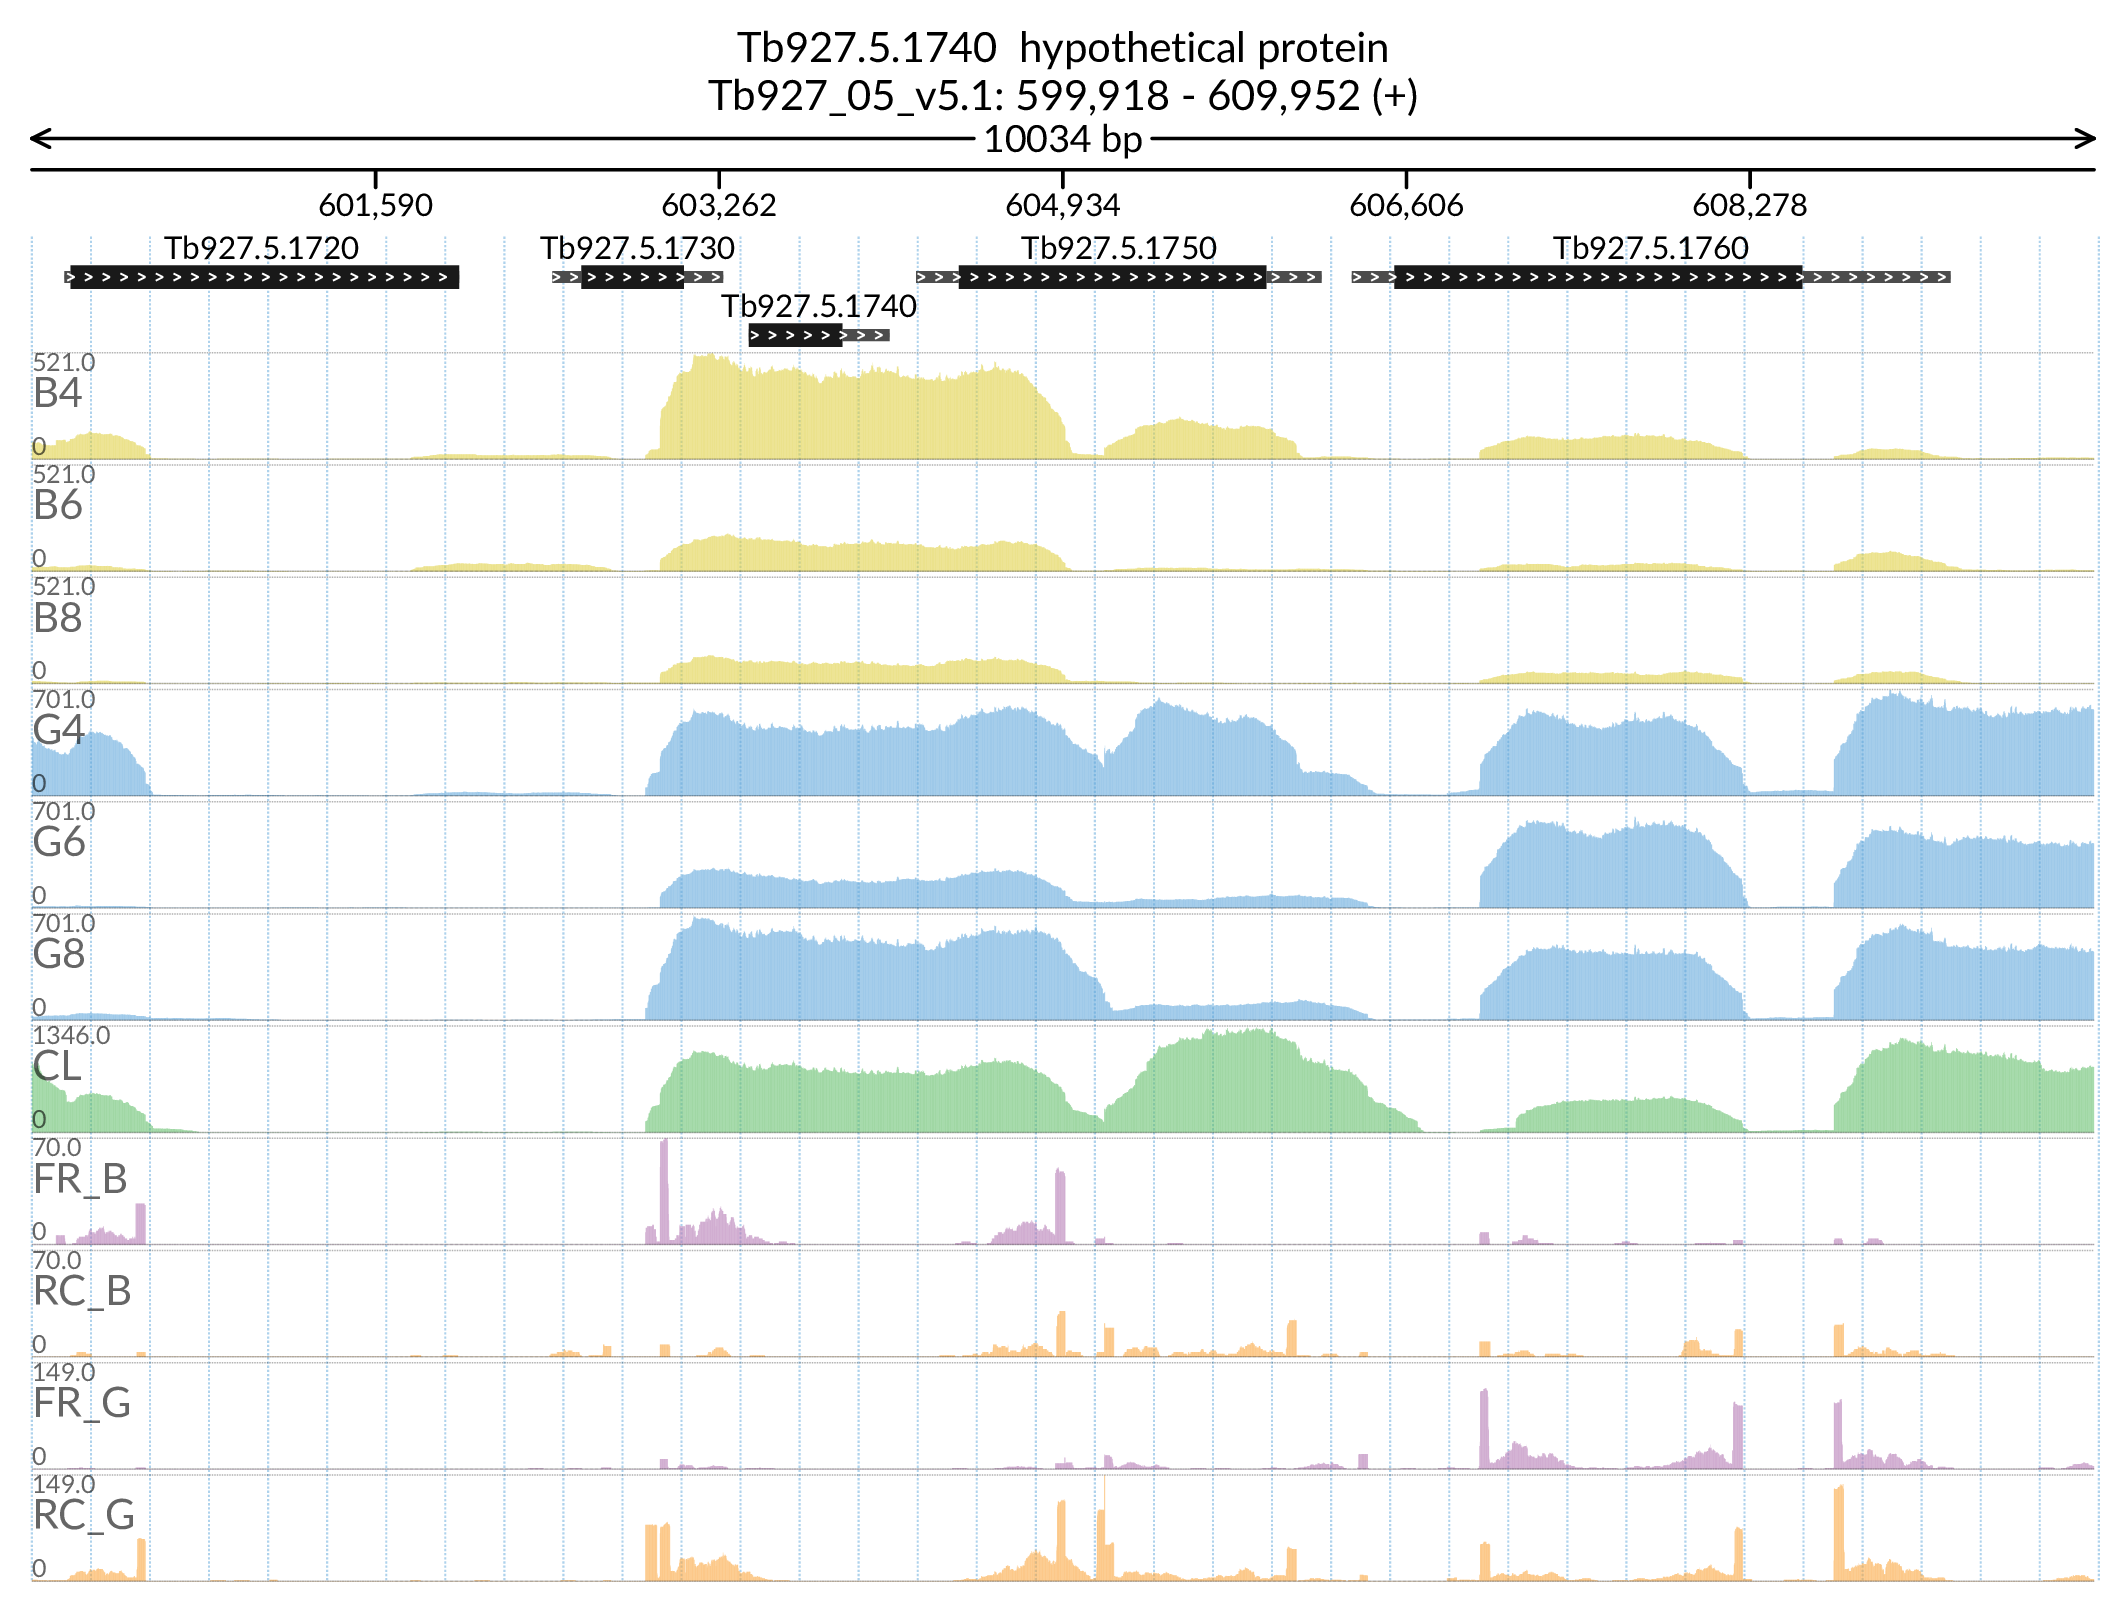 Tb927.5.1740  hypothetical protein
Tb927_05_v5.1: 599,918 - 609,952 (+)
10034 bp
601,590 603,262 604,934 606,606 608,278
Tb927.5.1720 Tb927.5.1730 Tb927.5.1750 Tb927.5.1760
Tb927.5.1740
521.0
B4
0
521.0
B6
0
521.0
B8
0
701.0
G4
0
701.0
G6
0
701.0
G8
0
1346.0
CL
0
70.0
FR_B
0
70.0
RC_B
0
149.0
FR_G
0
149.0
RC_G
0